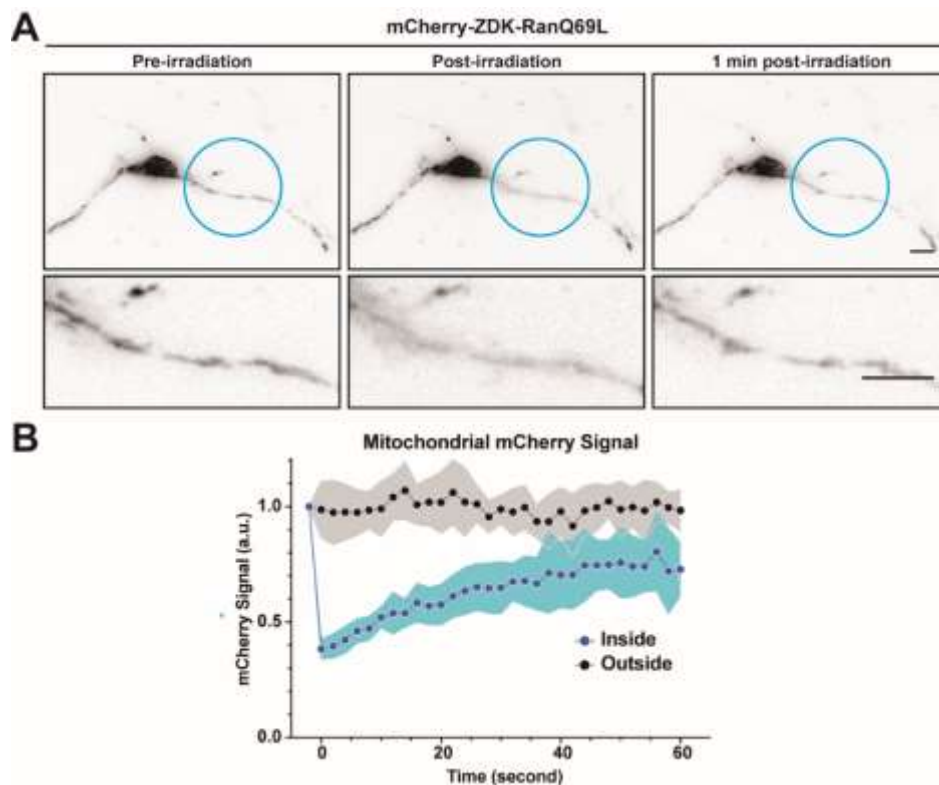 A
mCherry-ZDK-RanQ69L
Pre-irradiation
Post-irradiation
1 min post-irradiation
B
Mitochondrial mCherry Signal
mCherry Signal (a.u.)
1.0
0.5
0.0
Inside
Outside
0
20
40
60
Time (second)